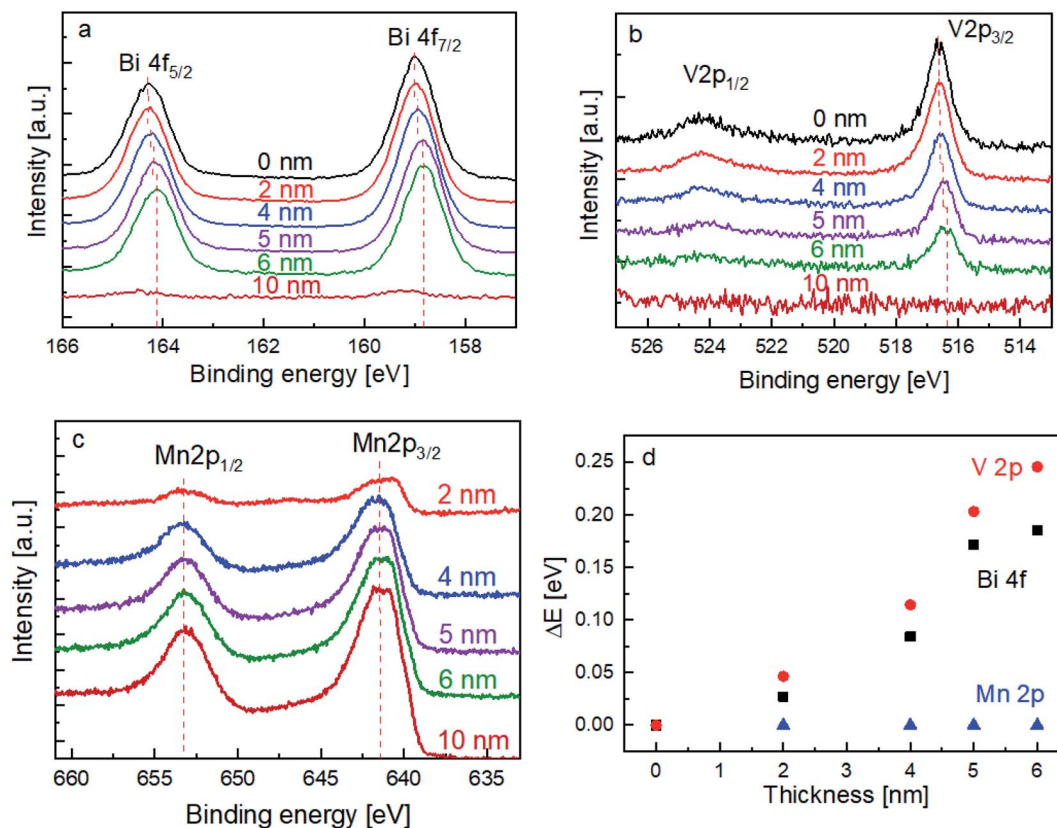 a
Bi 4f7/2
Bi 4f5/2
0 nm
2 nm
4 nm
5 nm
6 nm
10 nm
166 164 162 160 158
Binding energy [eV]
Intensity [a.u.]
b
V2p3/2
V2p1/2
0 nm
2 nm
4 nm
5 nm
6 nm
10 nm
526 524 522 520 518 516 514
Binding energy [eV]
Intensity [a.u.]
c
Mn2p3/2
Mn2p1/2
2 nm
4 nm
5 nm
6 nm
10 nm
660 655 650 645 640 635
Binding energy [eV]
Intensity [a.u.]
d
V 2p
Bi 4f
Mn 2p
0.25
0.20
0.15
0.10
0.05
0.00
0 1 2 3 4 5 6
Thickness [nm]
ΔE [eV]